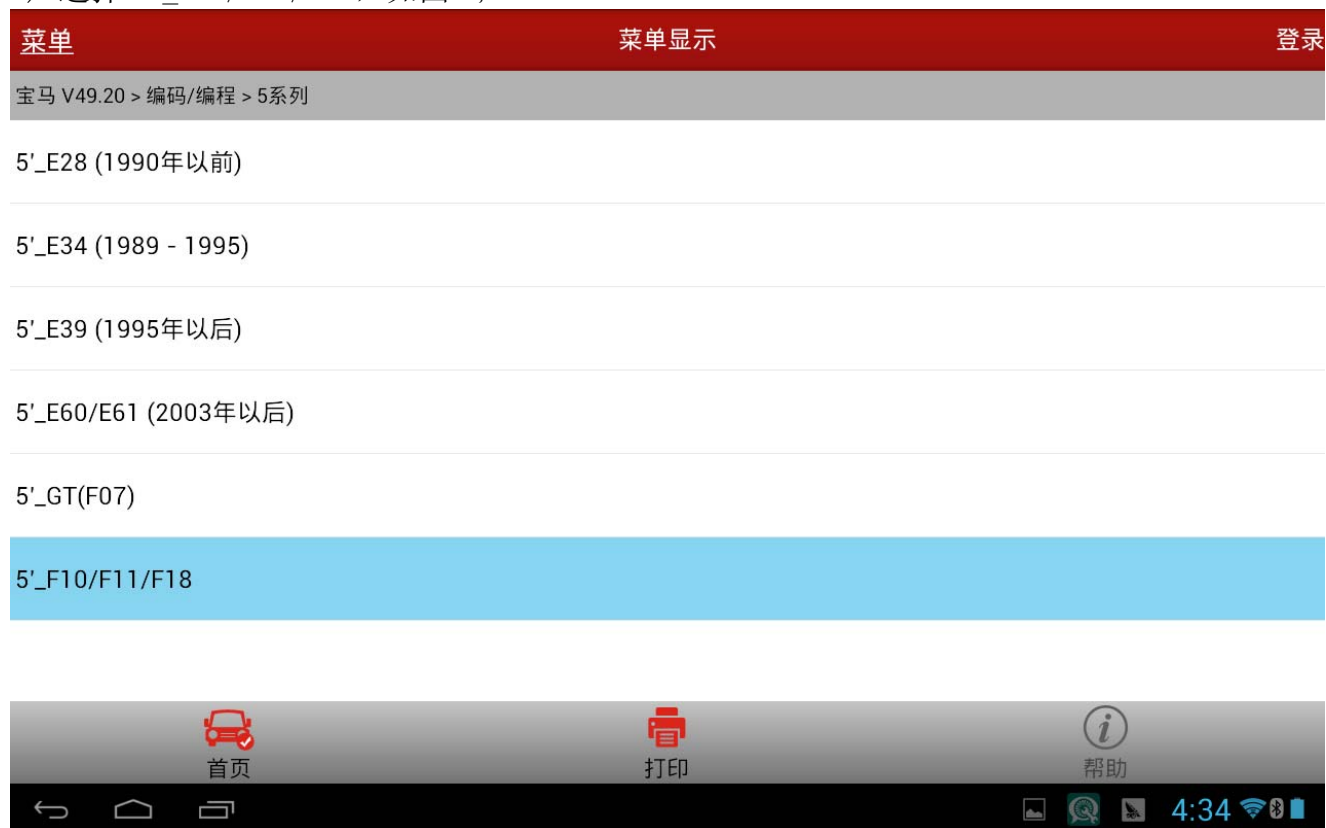 菜单 菜单显示 登录
宝马 V49.20 > 编码/编程 > 5系列
5'_E28 (1990年以前)
5'_E34 (1989 - 1995)
5'_E39 (1995年以后)
5'_E60/E61 (2003年以后)
5'_GT(F07)
5'_F10/F11/F18
首页 打印 帮助
4:34